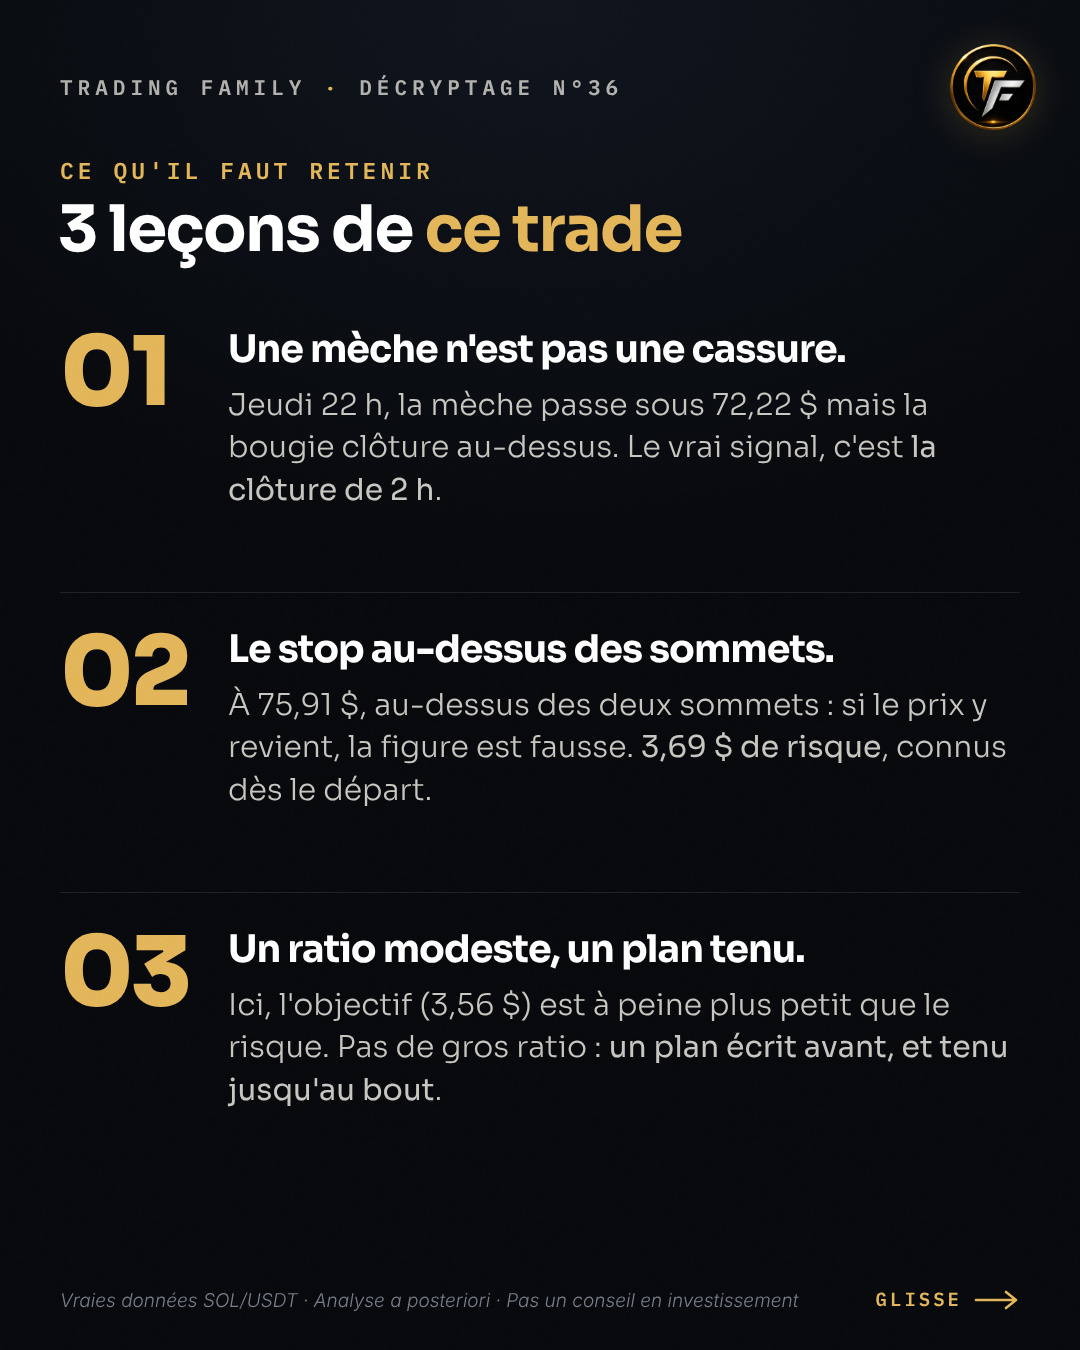 TRADING FAMILY · DÉCRYPTAGE N°36
TF
CE QU'IL FAUT RETENIR
3 leçons de ce trade
01
Une mèche n'est pas une cassure.
Jeudi 22 h, la mèche passe sous 72,22 $ mais la
bougie clôture au-dessus. Le vrai signal, c'est la
clôture de 2 h.
02
Le stop au-dessus des sommets.
À 75,91 $, au-dessus des deux sommets : si le prix y
revient, la figure est fausse. 3,69 $ de risque, connus
dès le départ.
03
Un ratio modeste, un plan tenu.
Ici, l'objectif (3,56 $) est à peine plus petit que le
risque. Pas de gros ratio : un plan écrit avant, et tenu
jusqu'au bout.
Vraies données SOL/USDT · Analyse a posteriori · Pas un conseil en investissement
GLISSE →